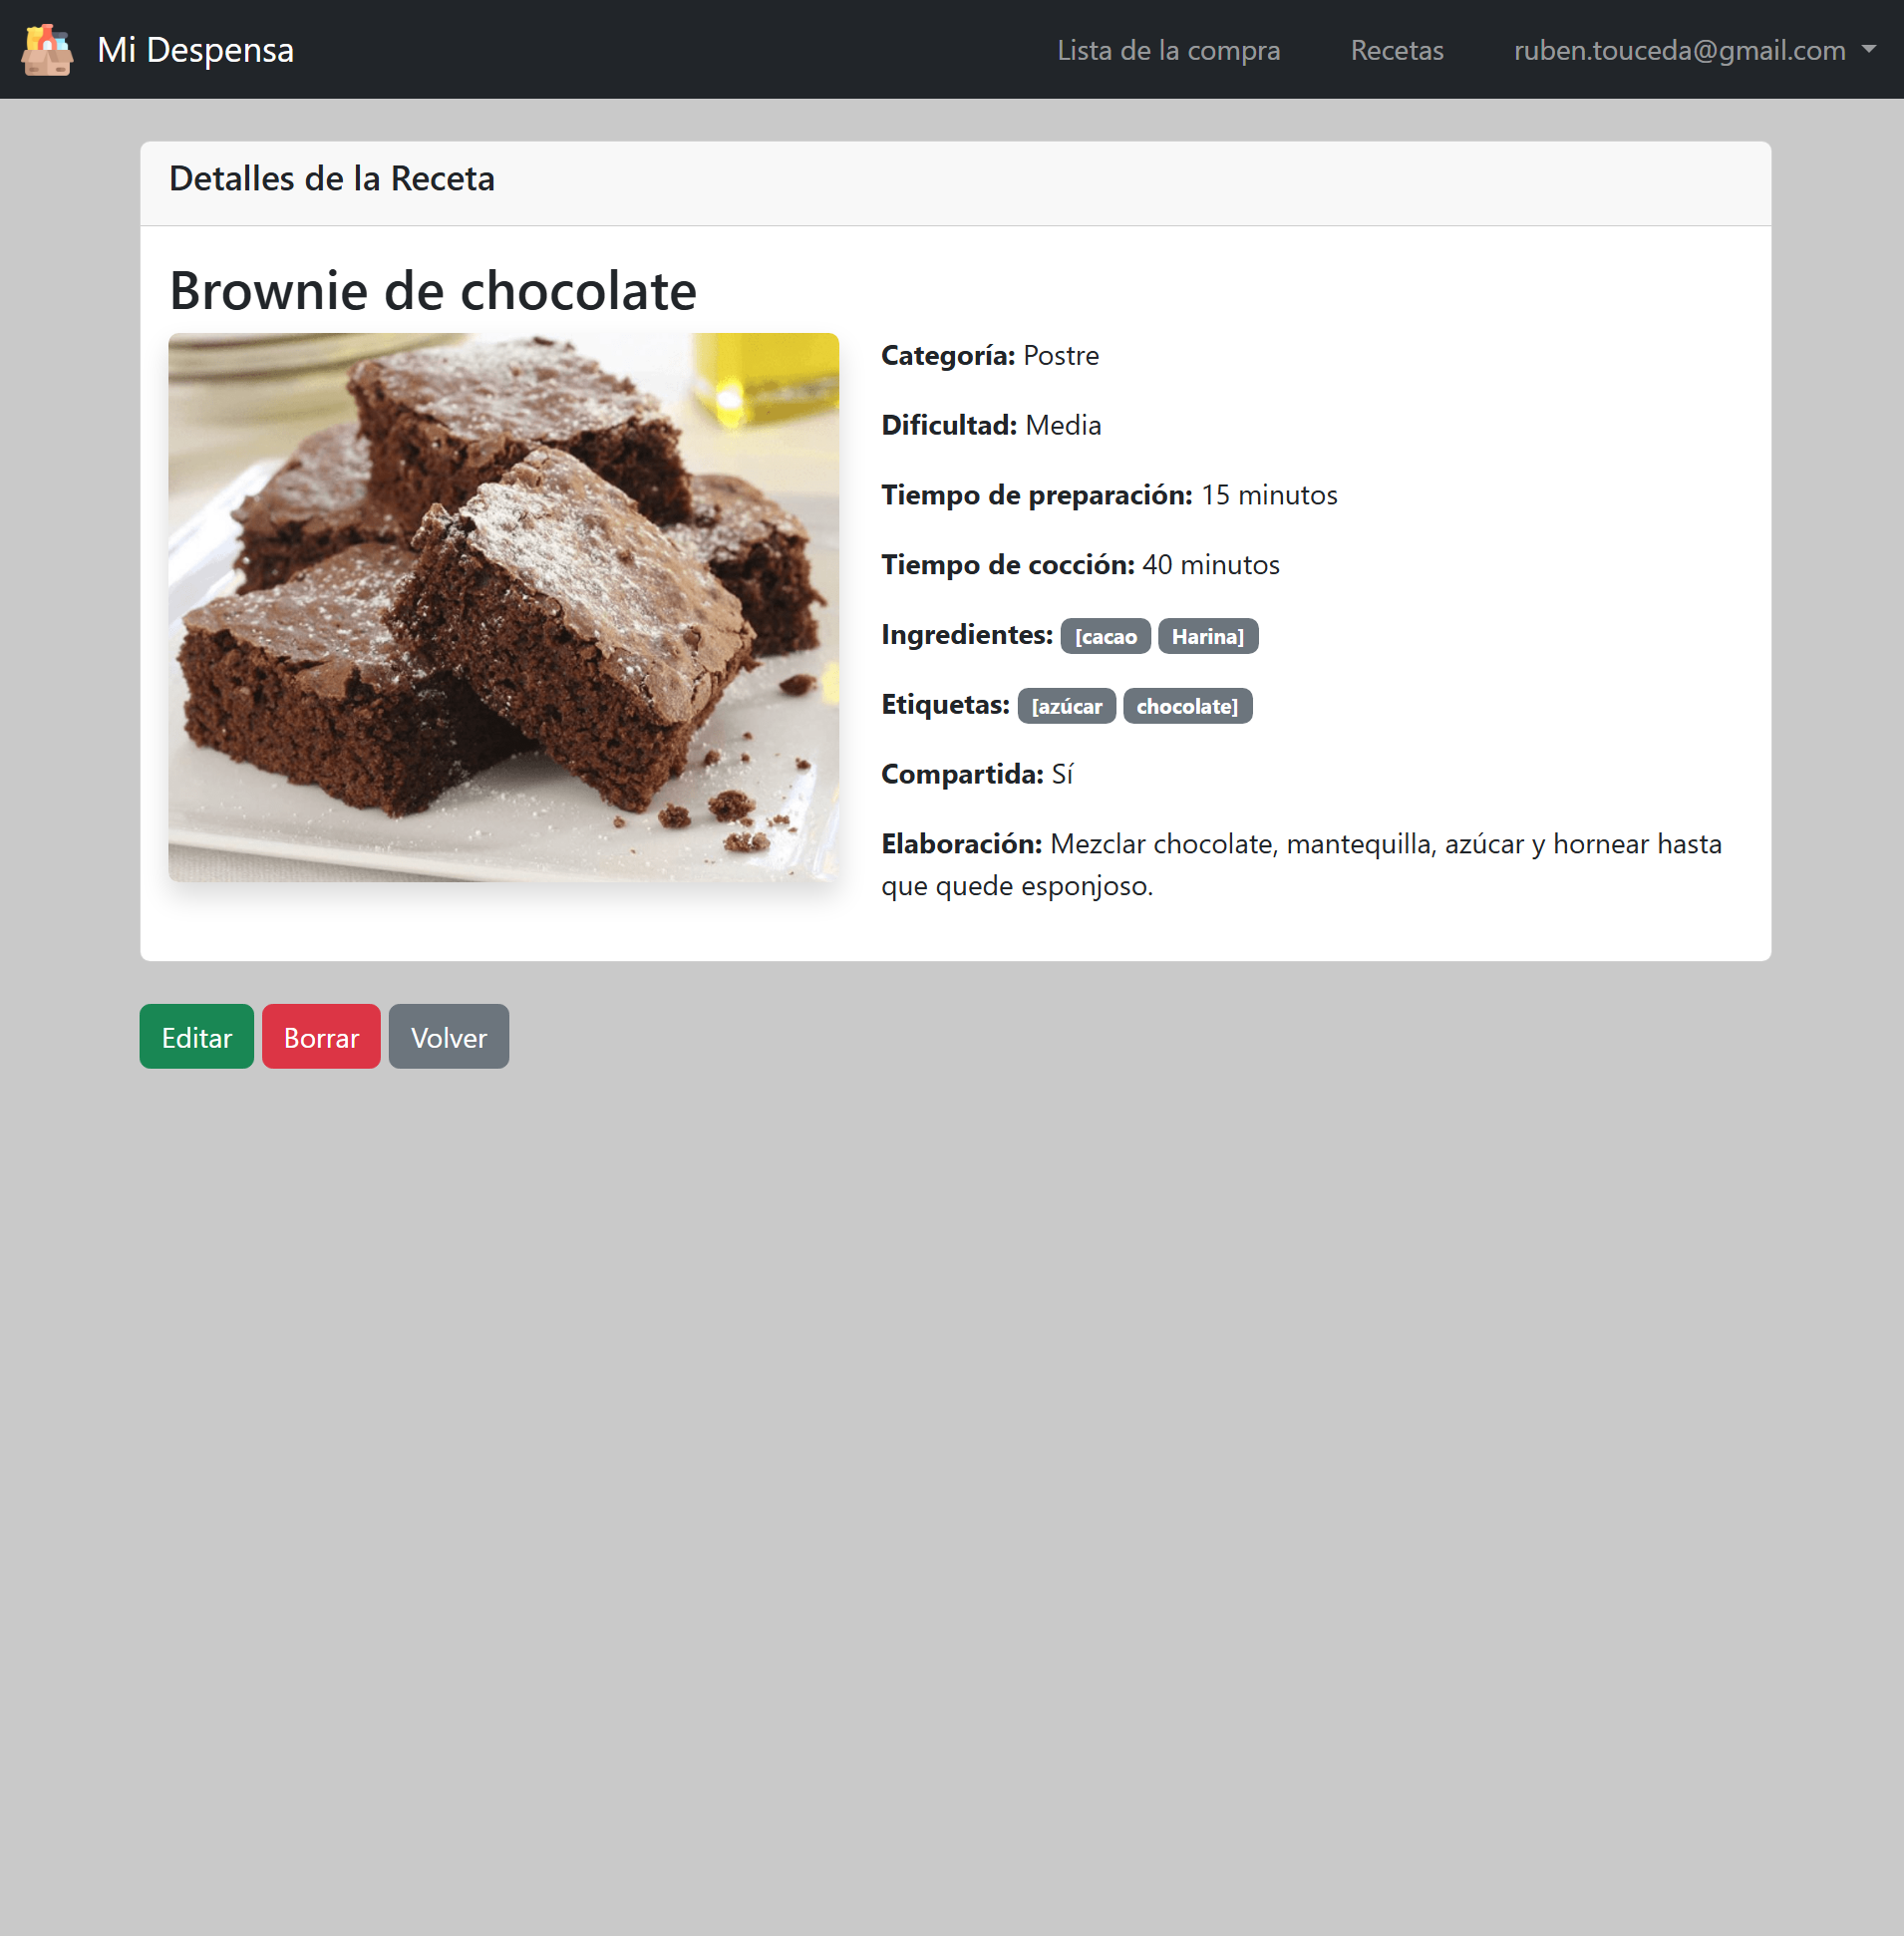 Mi Despensa
Lista de la compra
Recetas
ruben.touceda@gmail.com
Detalles de la Receta
Brownie de chocolate
Categoría: Postre
Dificultad: Media
Tiempo de preparación: 15 minutos
Tiempo de cocción: 40 minutos
Ingredientes: [cacao Harina]
Etiquetas: [azúcar chocolate]
Compartida: Sí
Elaboración: Mezclar chocolate, mantequilla, azúcar y hornear hasta
que quede esponjoso.
Editar
Borrar
Volver